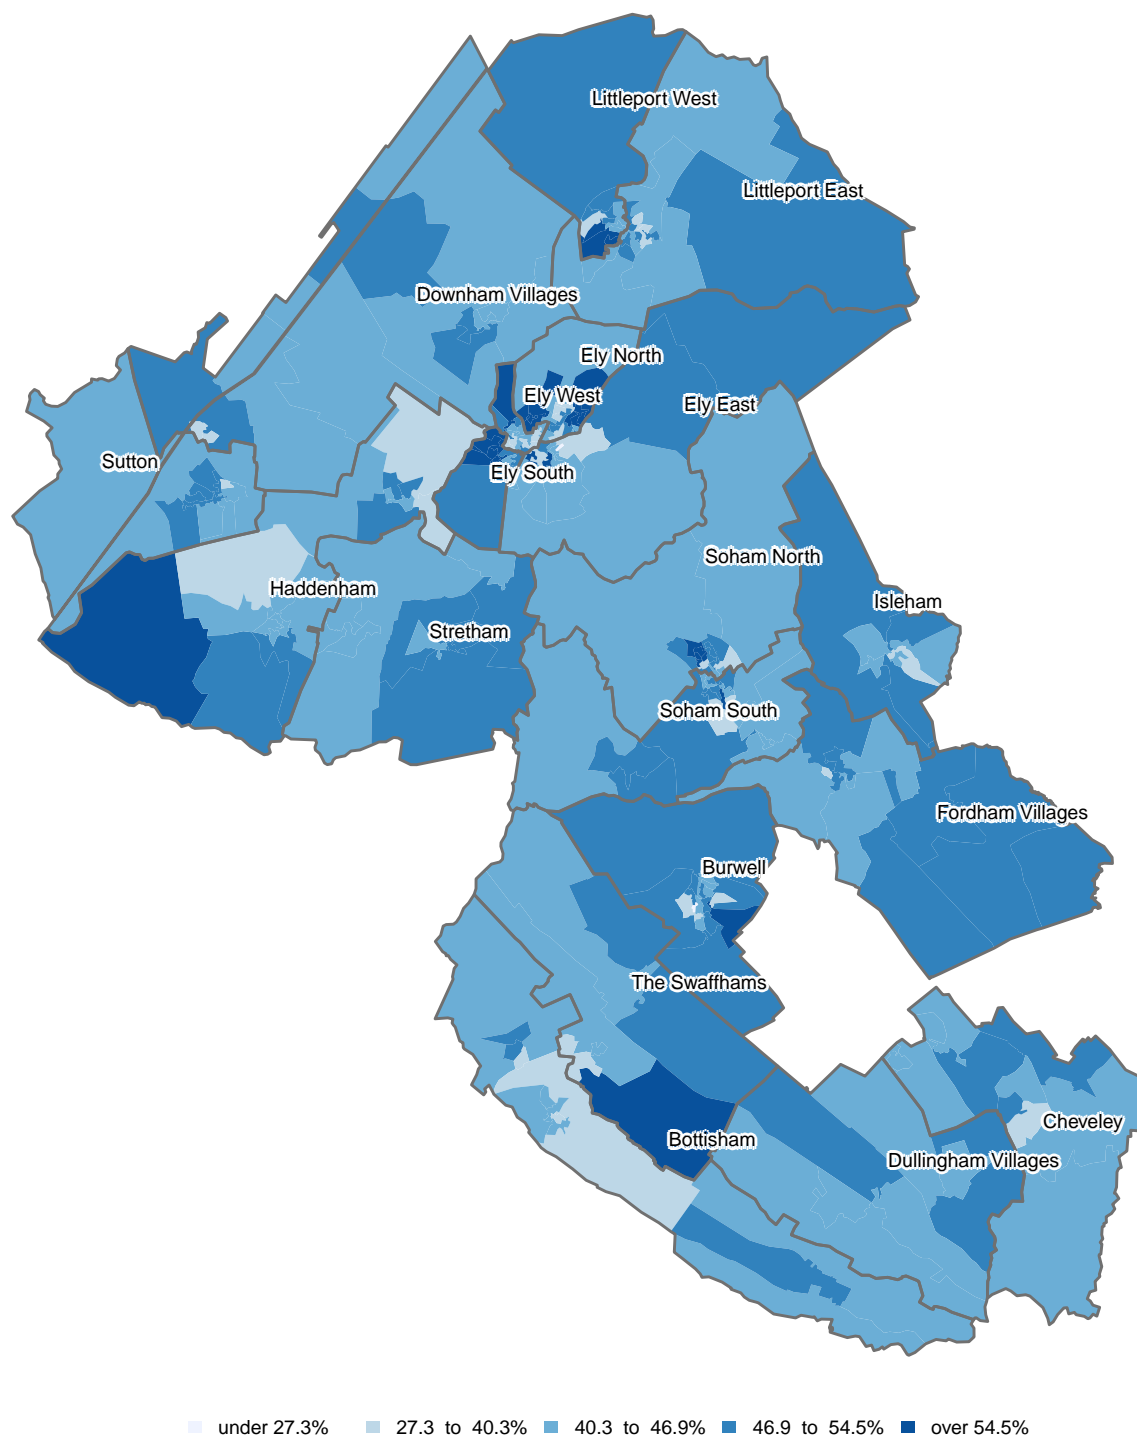 Littleport West
Littleport East
Downham Villages
Ely North
Ely West
Ely East
Sutton
Ely South
Soham North
Haddenham
Isleham
Stretham
Soham South
Fordham Villages
Burwell
The Swaffhams
Cheveley
Bottisham
Dullingham Villages
under 27.3% 27.3 to 40.3% 40.3 to 46.9% 46.9 to 54.5% over 54.5%